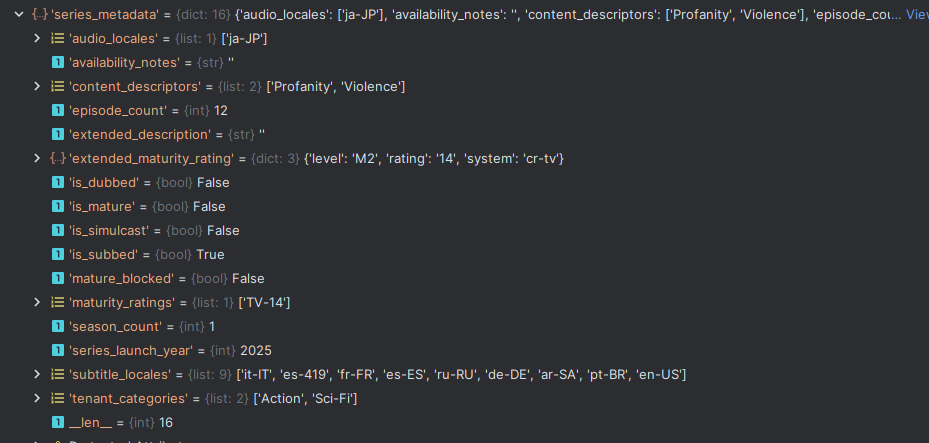 'series_metadata' = {dict: 16} {'audio_locales': ['ja-JP'], 'availability_notes': '', 'content_descriptors': ['Profanity', 'Violence'], 'episode_cou... View
'audio_locales' = {list: 1} ['ja-JP']
'availability_notes' = {str} ''
'content_descriptors' = {list: 2} ['Profanity', 'Violence']
'episode_count' = {int} 12
'extended_description' = {str} ''
'extended_maturity_rating' = {dict: 3} {'level': 'M2', 'rating': '14', 'system': 'cr-tv'}
'is_dubbed' = {bool} False
'is_mature' = {bool} False
'is_simulcast' = {bool} False
'is_subbed' = {bool} True
'mature_blocked' = {bool} False
'maturity_ratings' = {list: 1} ['TV-14']
'season_count' = {int} 1
'series_launch_year' = {int} 2025
'subtitle_locales' = {list: 9} ['it-IT', 'es-419', 'fr-FR', 'es-ES', 'ru-RU', 'de-DE', 'ar-SA', 'pt-BR', 'en-US']
'tenant_categories' = {list: 2} ['Action', 'Sci-Fi']
__len__ = {int} 16